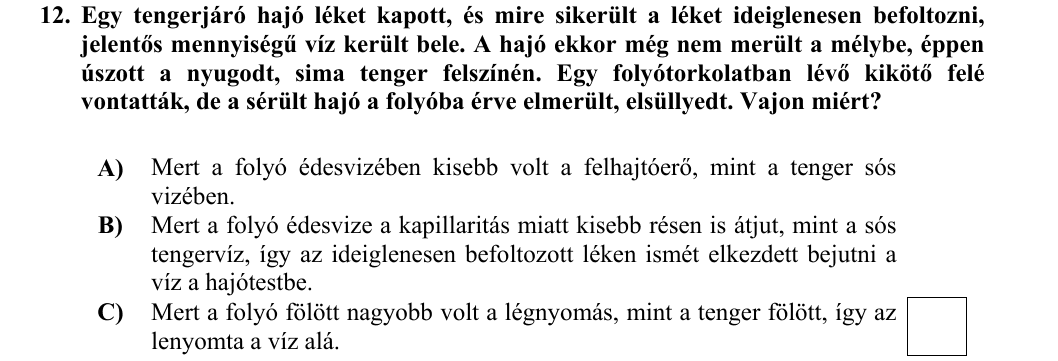 12. Egy tengerjáró hajó léket kapott, és mire sikerült a léket ideiglenesen befoltozni,
jelentős mennyiségű víz került bele. A hajó ekkor még nem merült a mélybe, éppen
úszott a nyugodt, sima tenger felszínén. Egy folyótorkolatban lévő kikötő felé
vontatták, de a sérült hajó a folyóba érve elmerült, elsüllyedt. Vajon miért?
A) Mert a folyó édesvizében kisebb volt a felhajtóerő, mint a tenger sós
vizében.
B) Mert a folyó édesvize a kapillaritás miatt kisebb résen is átjut, mint a sós
tengervíz, így az ideiglenesen befoltozott léken ismét elkezdett bejutni a
víz a hajótestbe.
C) Mert a folyó fölött nagyobb volt a légnyomás, mint a tenger fölött, így az
lenyomta a víz alá.